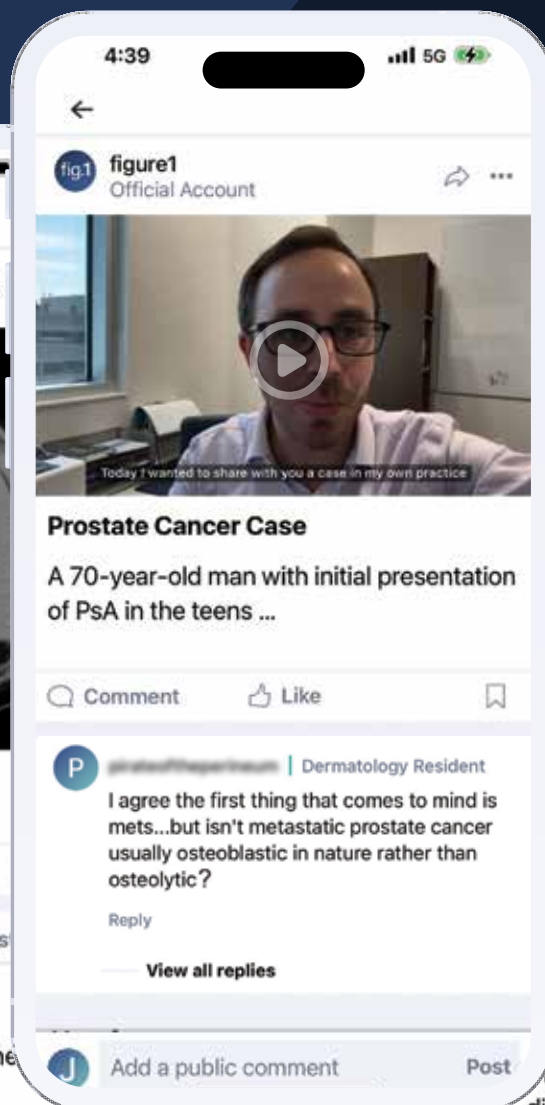 4:39
5G
fig.1
figure1
Official Account
Today I wanted to share with you a case in my own practice
Prostate Cancer Case
A 70-year-old man with initial presentation
of PsA in the teens ...
Comment
Like
P
| Dermatology Resident
I agree the first thing that comes to mind is
mets...but isn't metastatic prostate cancer
usually osteoblastic in nature rather than
osteolytic?
Reply
View all replies
J
Add a public comment
Post